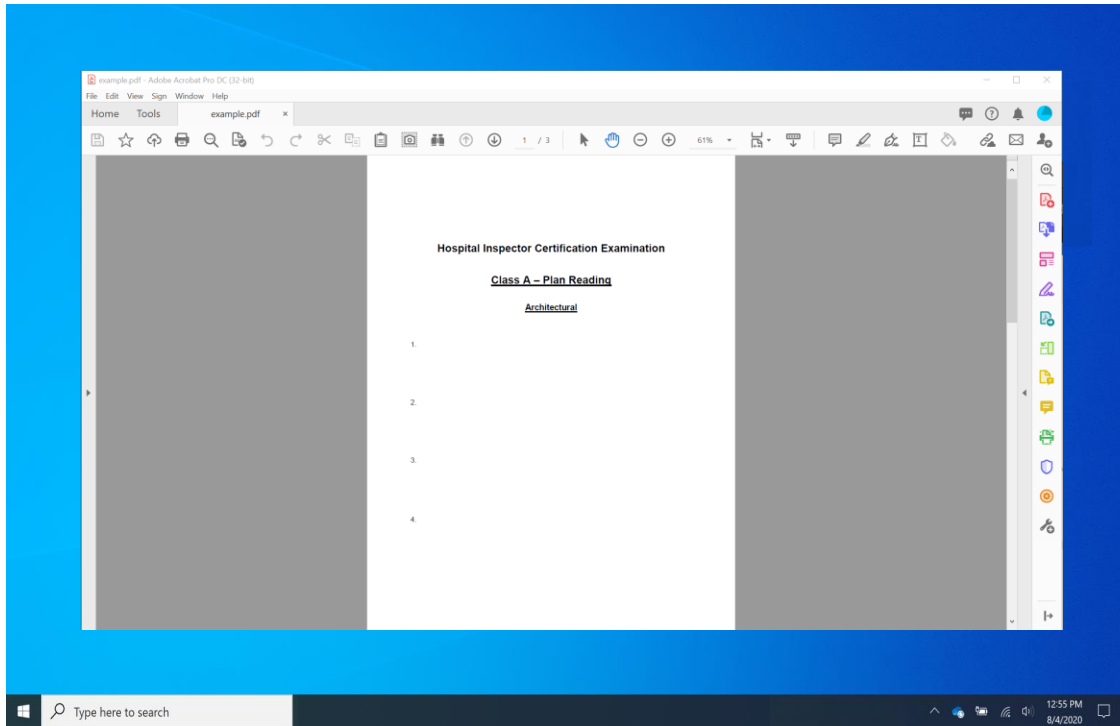 example.pdf - Adobe Acrobat Pro DC (32-bit)
File Edit View Sign Window Help
Home Tools example.pdf ×
1 / 3 61%
Hospital Inspector Certification Examination
Class A – Plan Reading
Architectural
1.
2.
3.
4.
Type here to search
12:55 PM
8/4/2020